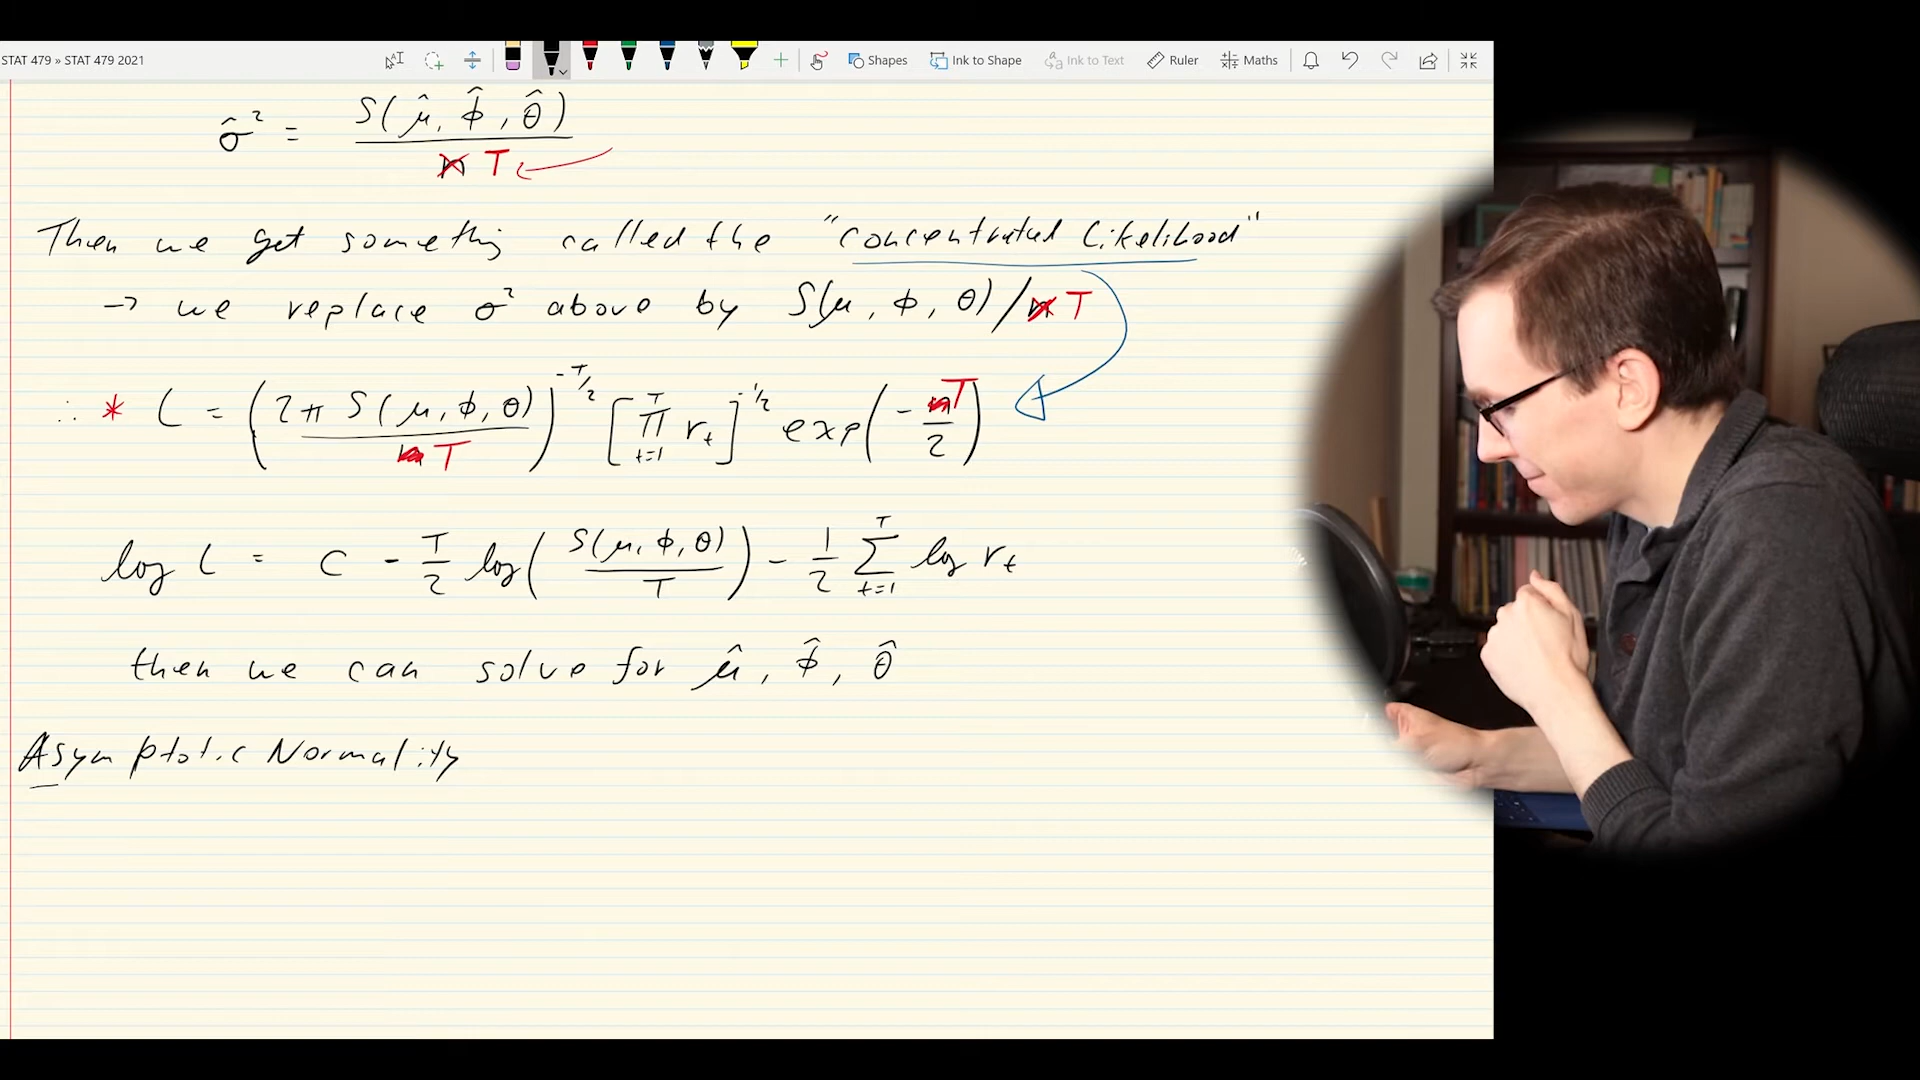 STAT 479 » STAT 479 2021 Shapes Ink to Shape Ink to Text Ruler Maths
σ̂² = S(μ̂, ϕ̂, θ̂) / n T
Then we get something called the "concentrated Likelihood"
→ we replace σ² above by S(μ, ϕ, θ)/n T
∴ * L = (2π S(μ, ϕ, θ) / n T)^{-T/2} [∏_{t=1}^{T} r_t]^{-1/2} exp(-nT/2)
log L = C - T/2 log(S(μ, ϕ, θ)/T) - 1/2 ∑_{t=1}^{T} log r_t
then we can solve for μ̂, ϕ̂, θ̂
Asymptotic Normality